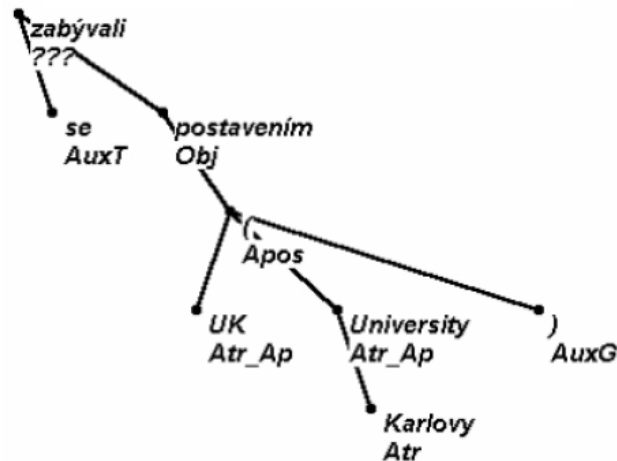 zabývali
???
se
AuxT
postavením
Obj
(
Apos
UK
Atr_Ap
University
Atr_Ap
)
AuxG
Karlovy
Atr